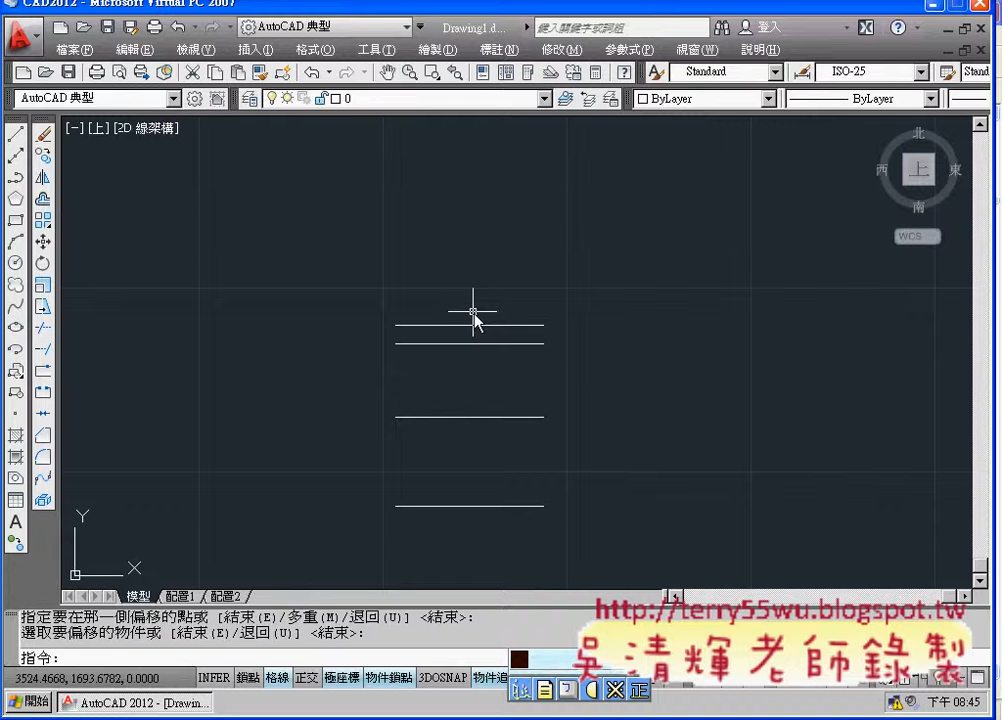 CAD2012 - Microsoft Virtual PC 2007
AutoCAD 典型
Drawing1.d...
鍵入關鍵字或詞組
登入
檔案(F)
編輯(E)
檢視(V)
插入(I)
格式(O)
工具(T)
繪製(D)
標註(N)
修改(M)
參數式(P)
視窗(W)
說明(H)
Standard
ISO-25
Stand
AutoCAD 典型
0
ByLayer
ByLayer
[−] [上] [2D 線架構]
北
西
上
東
南
WCS
Y
X
A
模型
配置1
配置2
指定要在那一側偏移的點或 [結束(E)/多重(M)/退回(U)] <結束>:
選取要偏移的物件或 [結束(E)/退回(U)] <結束>:
指令:
http://terry55wu.blogspot.tw
吳清輝老師錄製
3524.4668, 1693.6782, 0.0000
INFER
鎖點
格線
正交
極座標
物件鎖點
3DOSNAP
物件追
開始
AutoCAD 2012 - [Drawin...
下午 08:45